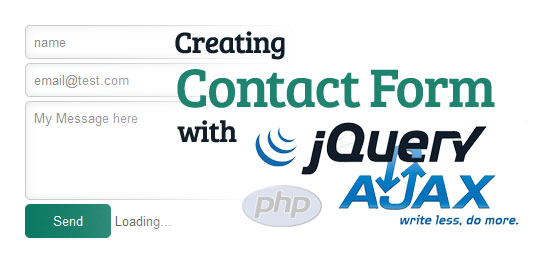 name
email@test.com
My Message here
Send Loading...
Creating
Contact Form
with jQuery
AJAX
php
write less, do more.